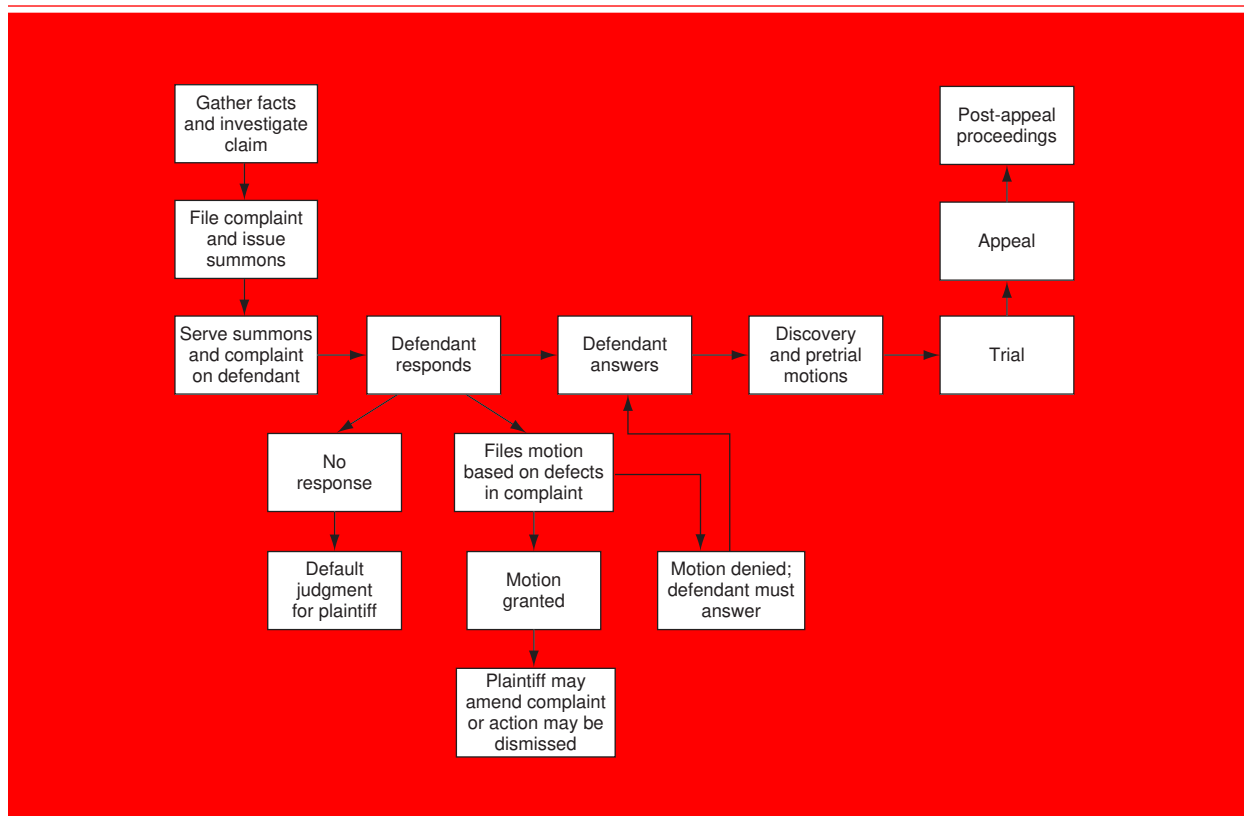 Gather facts
and investigate
claim
File complaint
and issue
summons
Serve summons
and complaint
on defendant
Defendant
responds
Defendant
answers
Discovery
and pretrial
motions
Trial
Appeal
Post-appeal
proceedings
No
response
Default
judgment
for plaintiff
Files motion
based on defects
in complaint
Motion
granted
Plaintiff may
amend complaint
or action may be
dismissed
Motion denied;
defendant must
answer